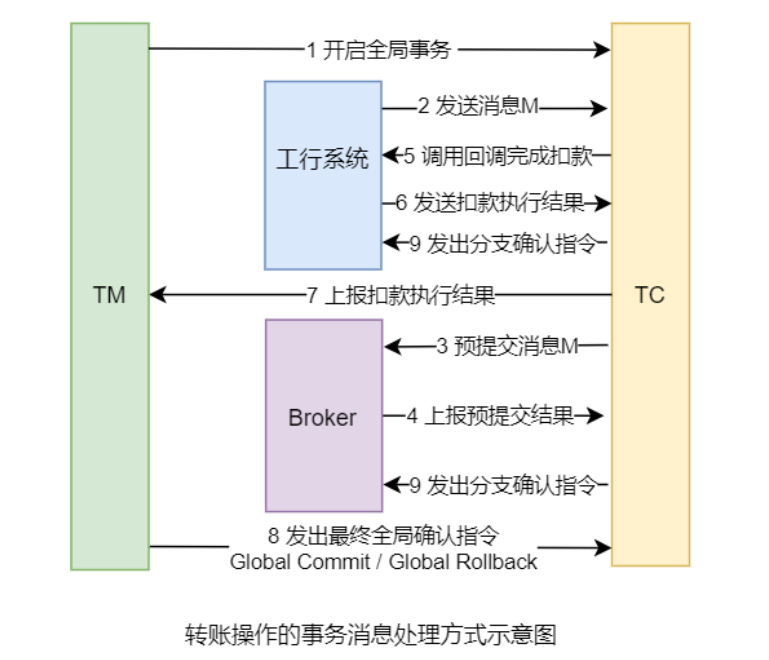 1 开启全局事务
2 发送消息M
工行系统
5 调用回调完成扣款
6 发送扣款执行结果
9 发出分支确认指令
TM
7 上报扣款执行结果
TC
3 预提交消息M
Broker
4 上报预提交结果
9 发出分支确认指令
8 发出最终全局确认指令
Global Commit / Global Rollback
转账操作的事务消息处理方式示意图